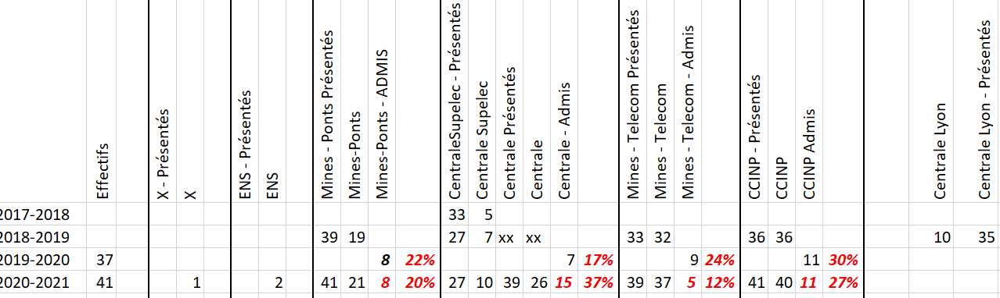 Effectifs X - Présentés X ENS - Présentés ENS Mines - Ponts Présentés Mines-Ponts Mines-Ponts - ADMIS CentraleSupelec - Présentés Centrale Supelec Centrale Présentés Centrale Centrale - Admis Mines - Telecom Présentés Mines - Telecom Mines - Telecom - Admis CCINP - Présentés CCINP CCINP Admis Centrale Lyon Centrale Lyon - Présentés
2017-2018 33 5
2018-2019 39 19 27 7 xx xx 33 32 36 36 10 35
2019-2020 37 8 22% 7 17% 9 24% 11 30%
2020-2021 41 1 2 41 21 8 20% 27 10 39 26 15 37% 39 37 5 12% 41 40 11 27%